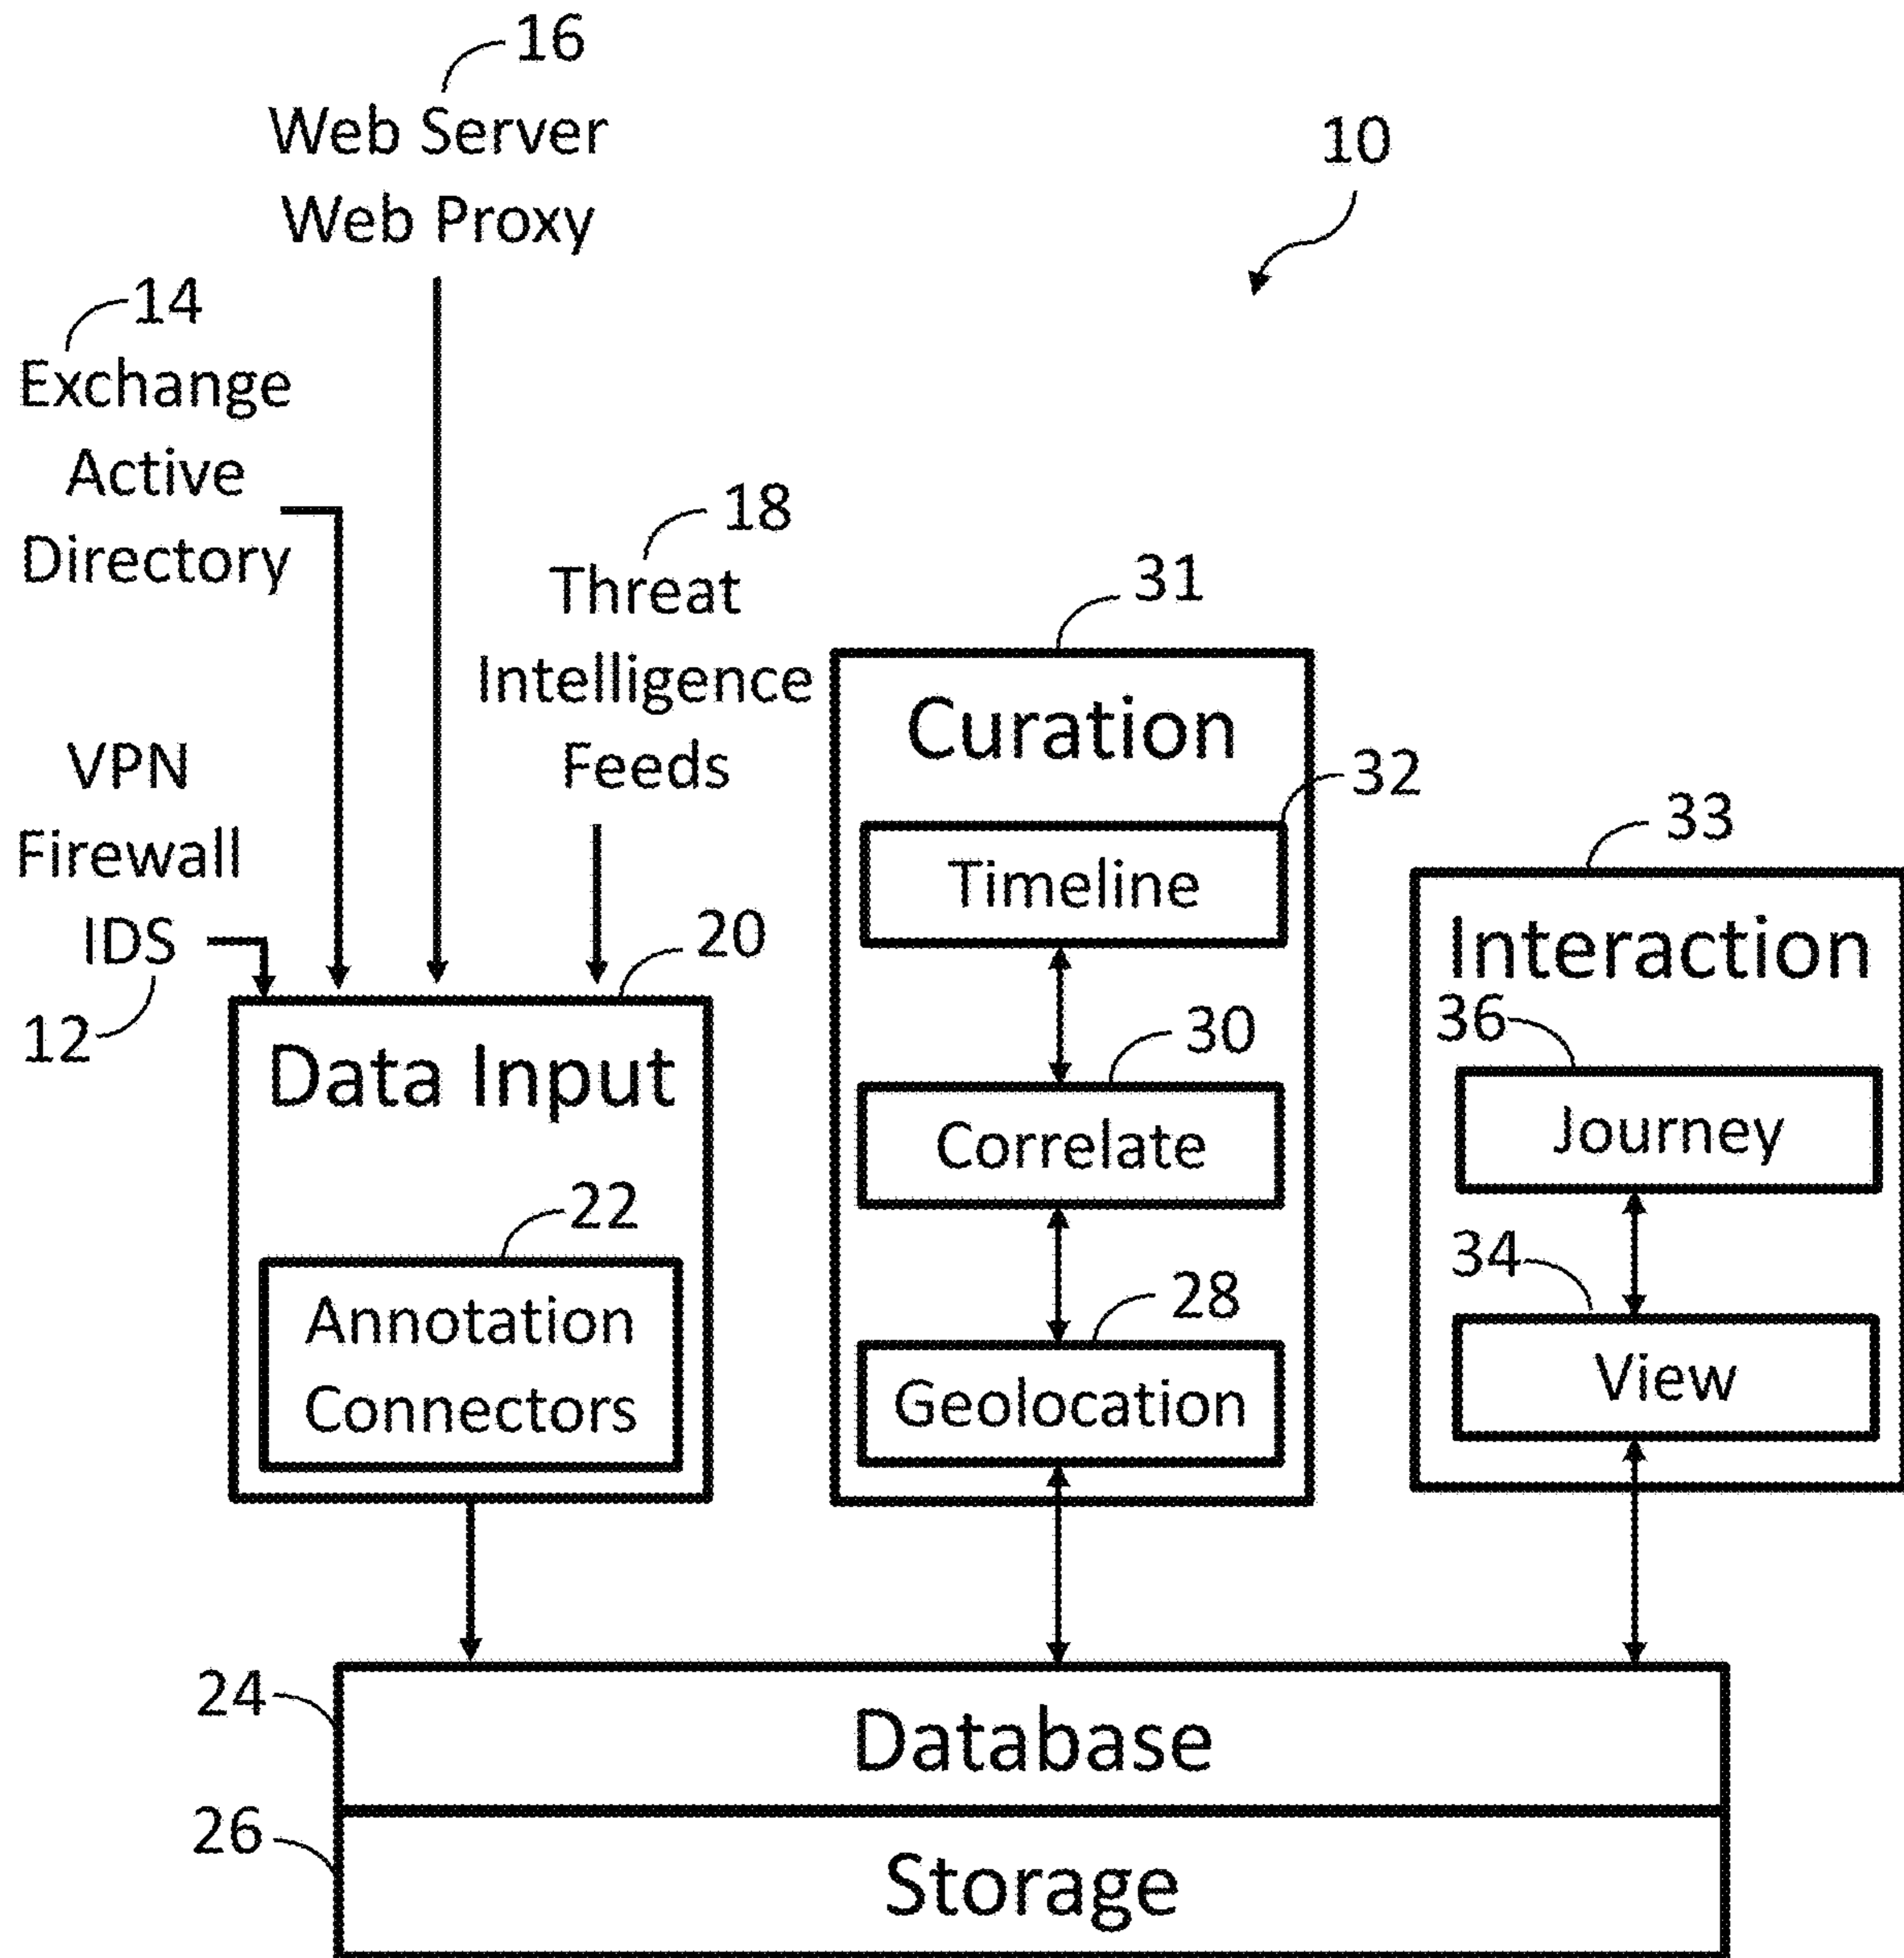 16
Web Server
Web Proxy
10
14
Exchange
Active
Directory
18
Threat
Intelligence
Feeds
VPN
Firewall
IDS
12
20
Data Input
22
Annotation
Connectors
31
Curation
32
Timeline
30
Correlate
28
Geolocation
33
Interaction
36
Journey
34
View
24
Database
26
Storage